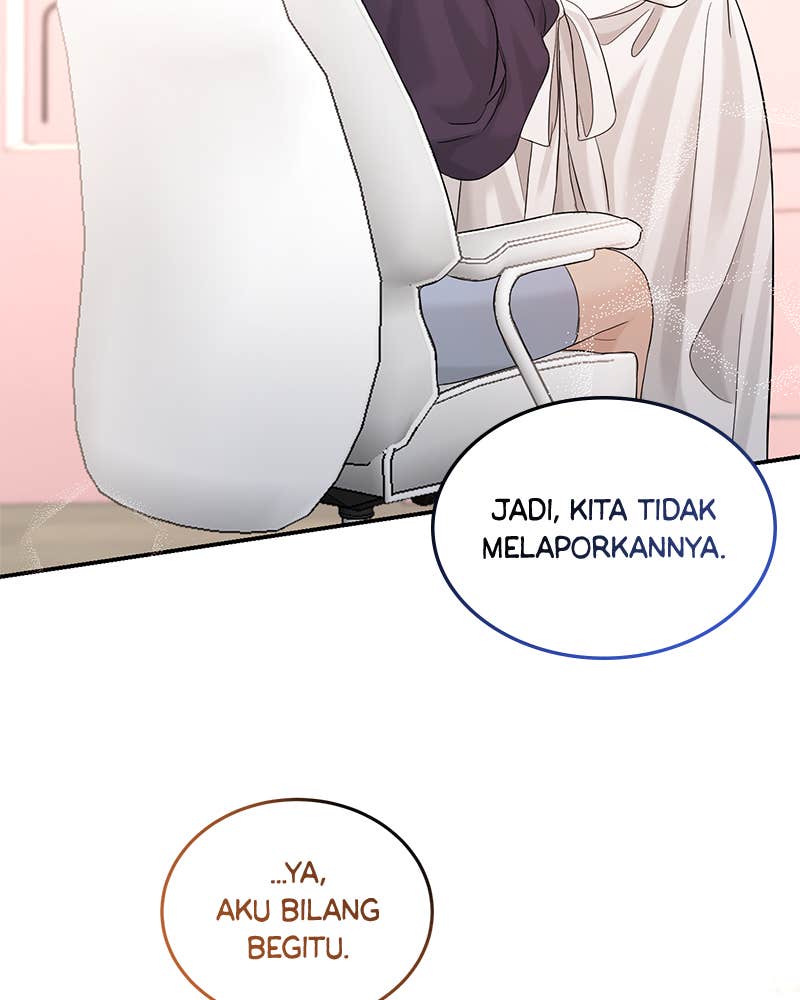 JADI, KITA TIDAK
MELAPORKANNYA.
...YA,
AKU BILANG
BEGITU.